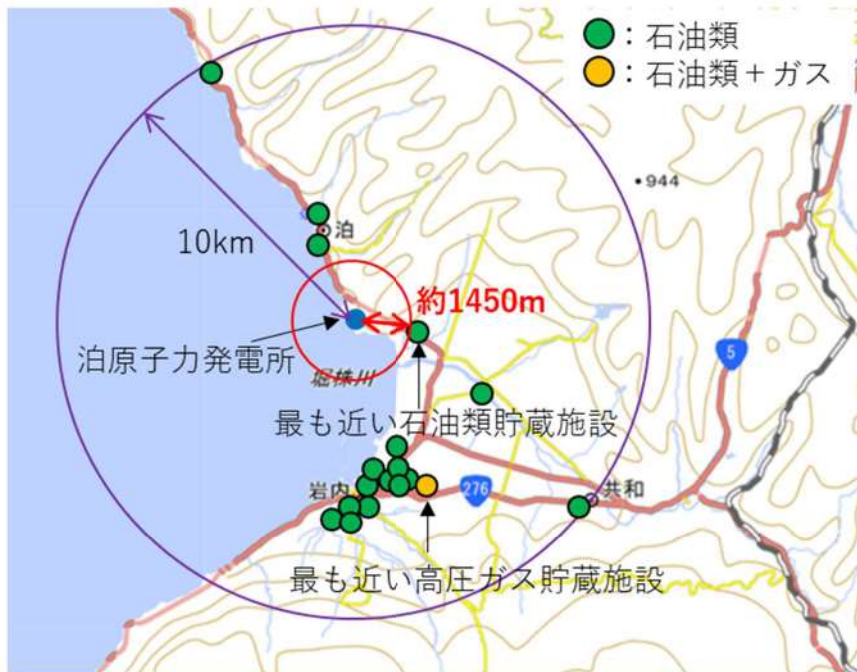 ：石油類
：石油類＋ガス
・944
泊
10km
約1450m
泊原子力発電所
堀株川
5
最も近い石油類貯蔵施設
岩内
276
共和
最も近い高圧ガス貯蔵施設